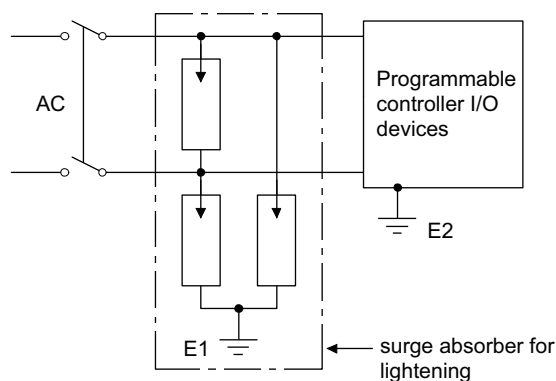 AC
Programmable
controller I/O
devices
E2
E1
surge absorber for
lightening